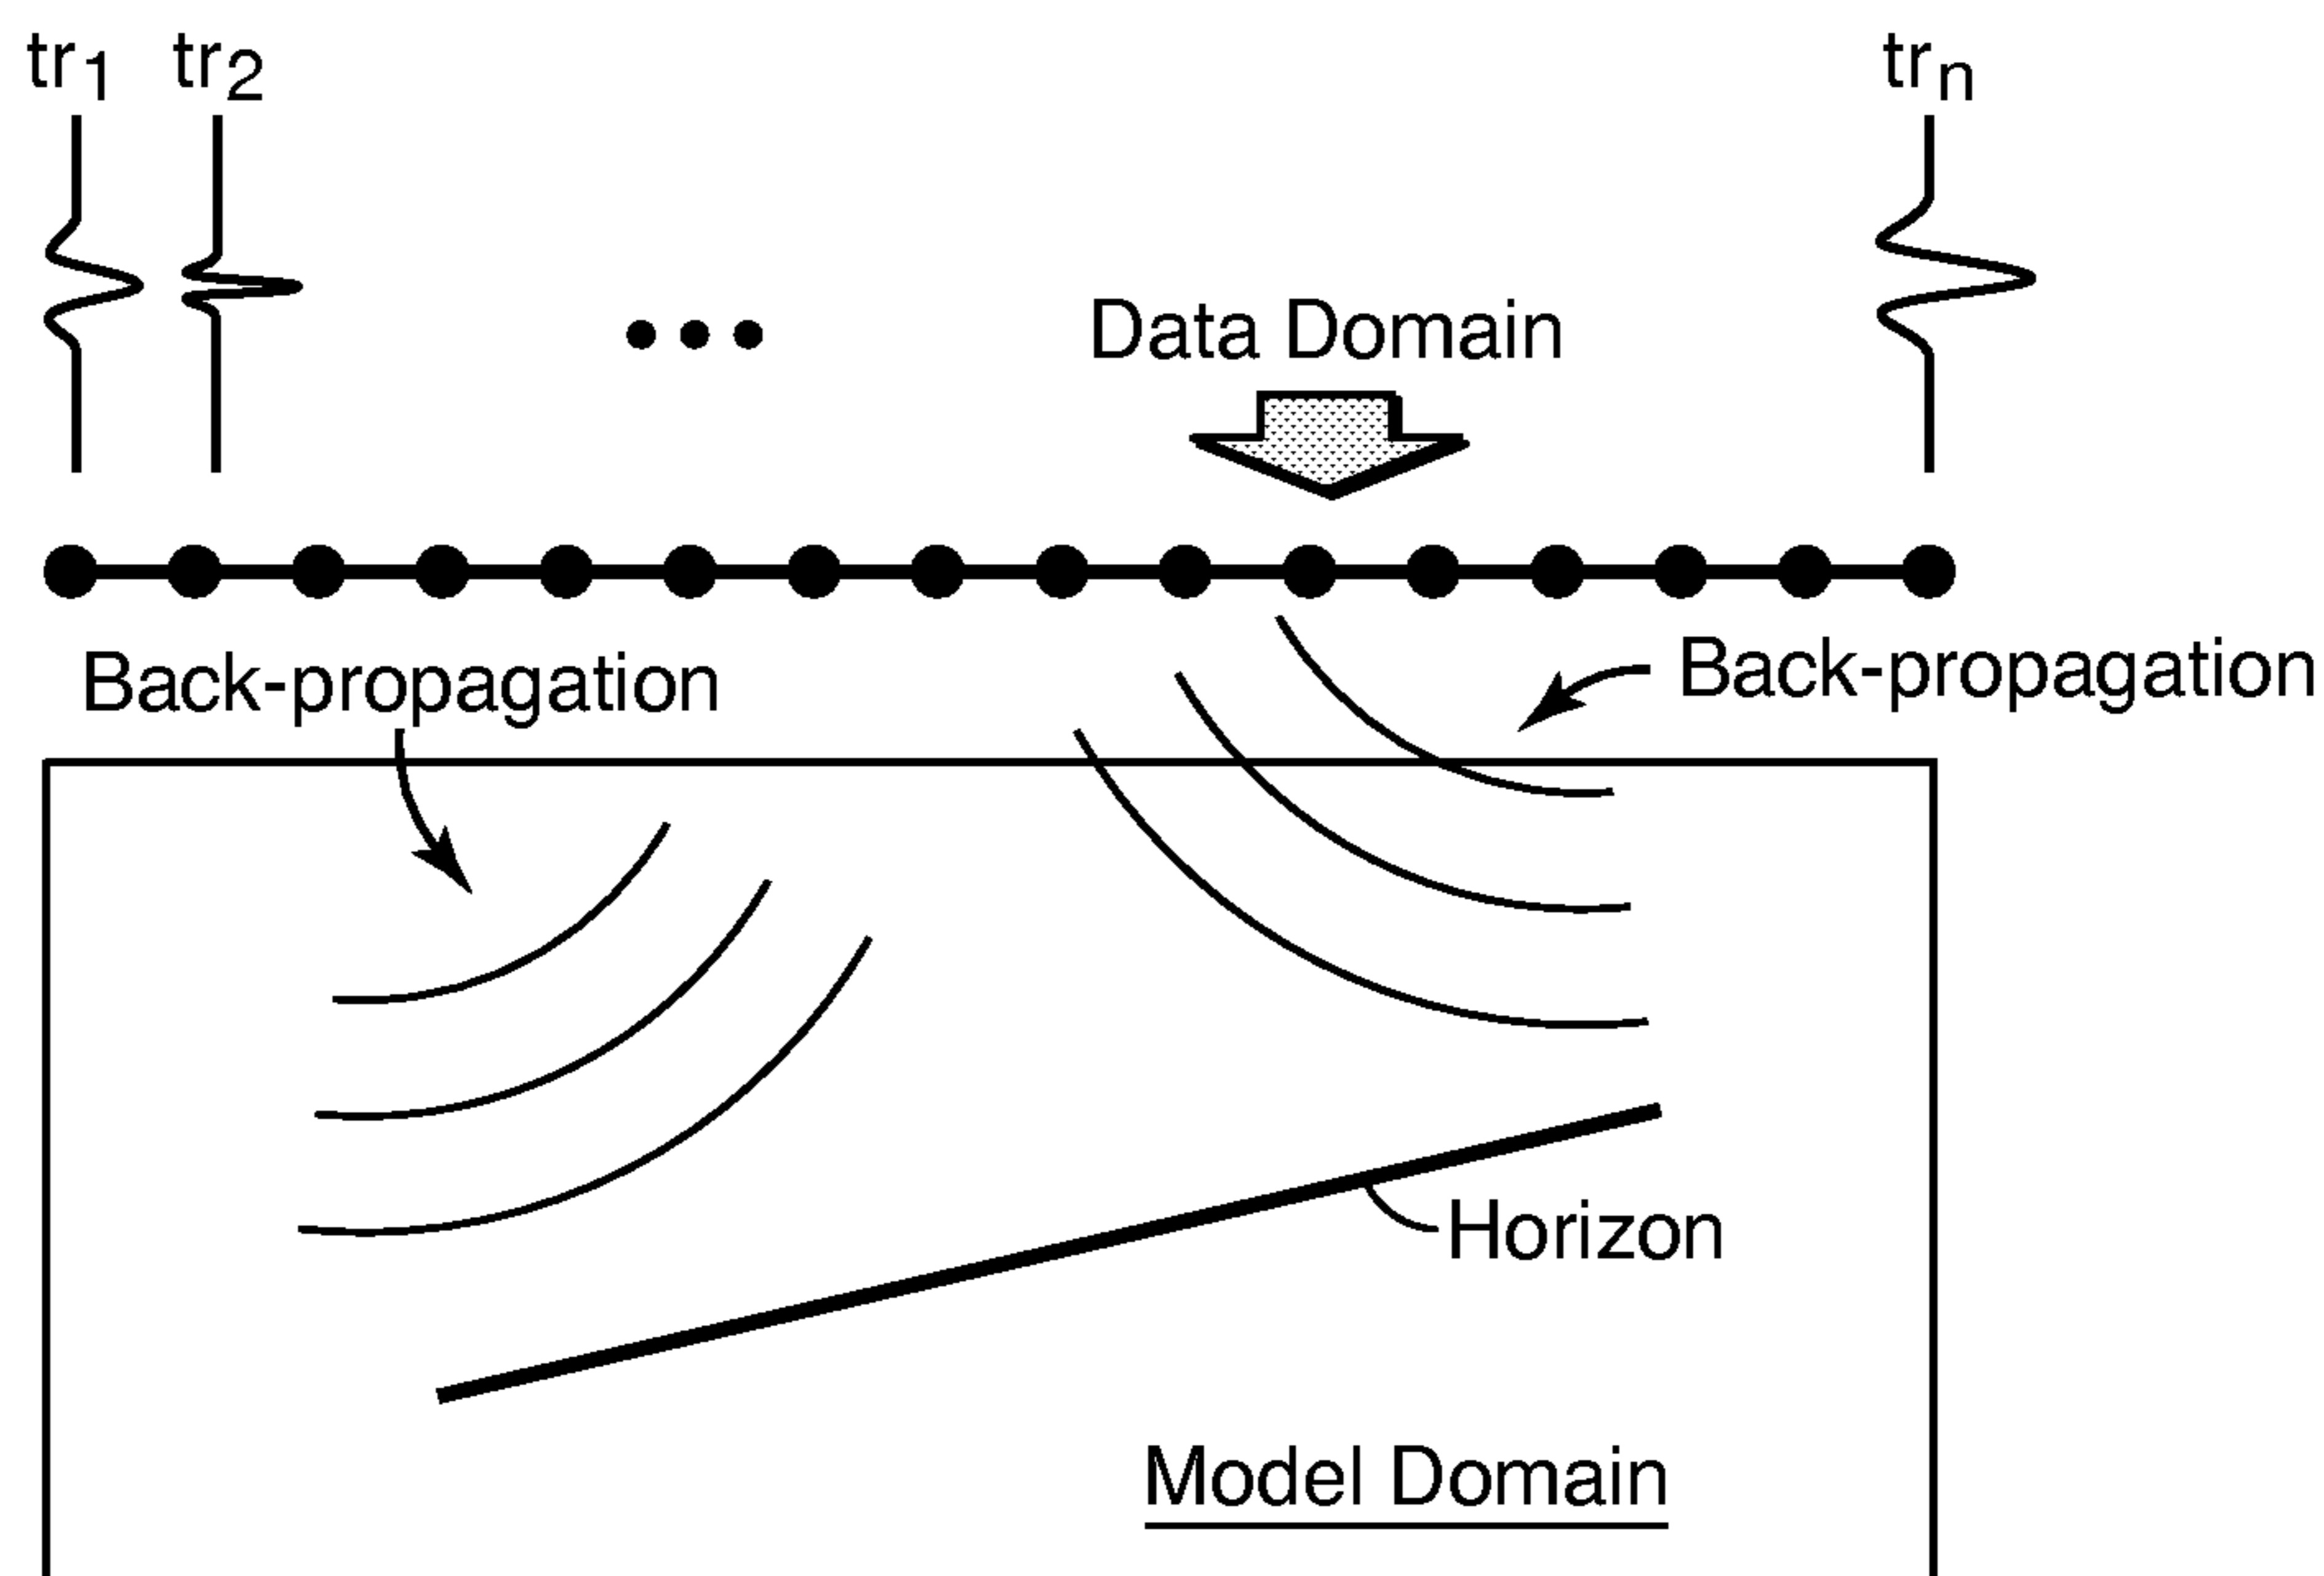 tr1 tr2 trn
Data Domain
Back-propagation
Back-propagation
Horizon
Model Domain